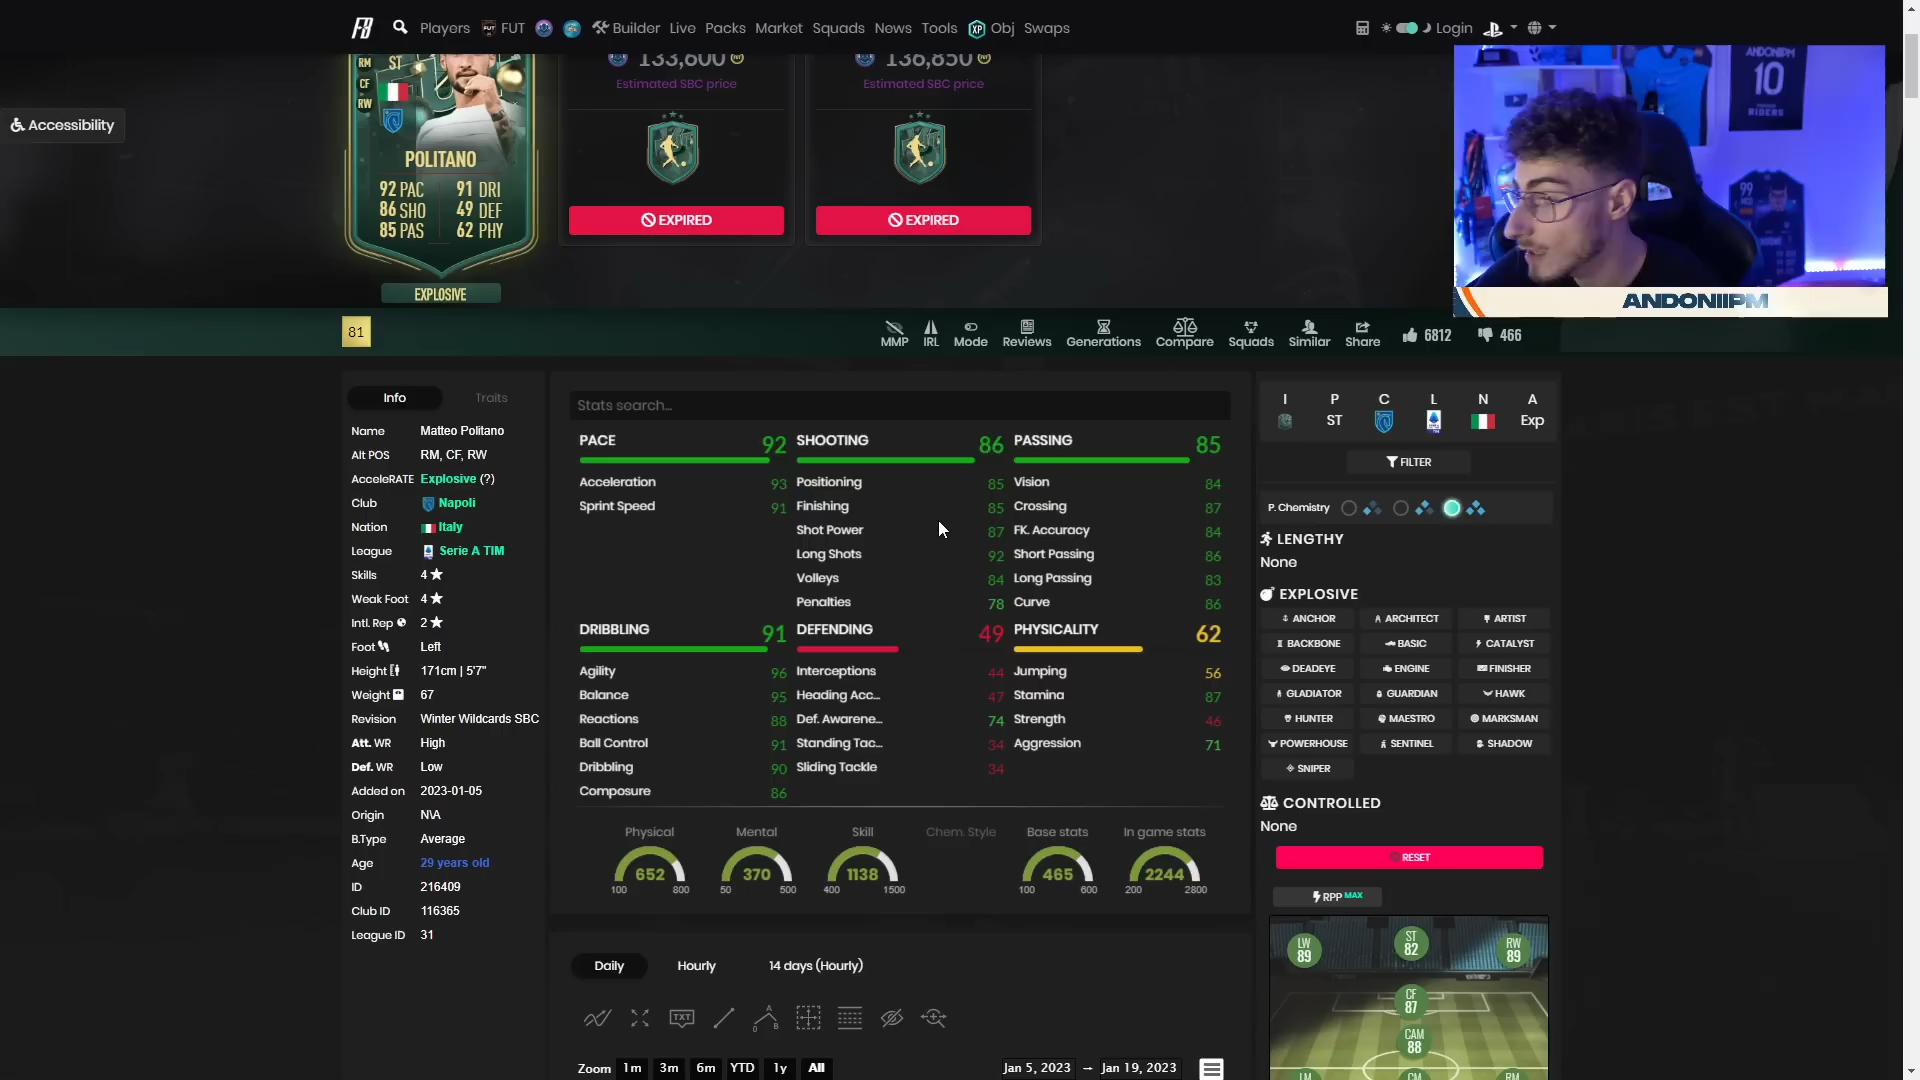 Players FUT Builder Live Packs Market Squads News Tools XP Obj Swaps Login
RM ST
CF
RW
133,600
136,850
Estimated SBC price
Estimated SBC price
Accessibility
POLITANO
92 PAC 91 DRI
86 SHO 49 DEF
85 PAS 62 PHY
EXPIRED
EXPIRED
EXPLOSIVE
ANDONIIPM
10
RIDERS
99
ANDONIIPM
81
MMP IRL Mode Reviews Generations Compare Squads Similar Share 6812 466
Info Traits
Name Matteo Politano
Alt POS RM, CF, RW
AcceleRATE Explosive (?)
Club Napoli
Nation Italy
League Serie A TIM
Skills 4
Weak Foot 4
Intl. Rep 2
Foot Left
Height 171cm | 5'7"
Weight 67
Revision Winter Wildcards SBC
Att. WR High
Def. WR Low
Added on 2023-01-05
Origin N\A
B.Type Average
Age 29 years old
ID 216409
Club ID 116365
League ID 31
Stats search...
PACE 92
Acceleration 93
Sprint Speed 91
SHOOTING 86
Positioning 85
Finishing 85
Shot Power 87
Long Shots 92
Volleys 84
Penalties 78
PASSING 85
Vision 84
Crossing 87
FK. Accuracy 84
Short Passing 86
Long Passing 83
Curve 86
DRIBBLING 91
Agility 96
Balance 95
Reactions 88
Ball Control 91
Dribbling 90
Composure 86
DEFENDING 49
Interceptions 44
Heading Acc... 47
Def. Awarene... 74
Standing Tac... 34
Sliding Tackle 34
PHYSICALITY 62
Jumping 56
Stamina 87
Strength 46
Aggression 71
Physical Mental Skill Chem. Style Base stats In game stats
652 370 1138 465 2244
100 800 50 500 400 1500 100 600 200 2800
Daily Hourly 14 days (Hourly)
TXT
0 A B
Zoom 1m 3m 6m YTD 1y All Jan 5, 2023 → Jan 19, 2023
I P C L N A
ST Exp
FILTER
P. Chemistry
LENGTHY
None
EXPLOSIVE
ANCHOR ARCHITECT ARTIST
BACKBONE BASIC CATALYST
DEADEYE ENGINE FINISHER
GLADIATOR GUARDIAN HAWK
HUNTER MAESTRO MARKSMAN
POWERHOUSE SENTINEL SHADOW
SNIPER
CONTROLLED
None
RESET
RPP MAX
LW 89
ST 82
RW 89
CF 87
CAM 88
LM CM RM